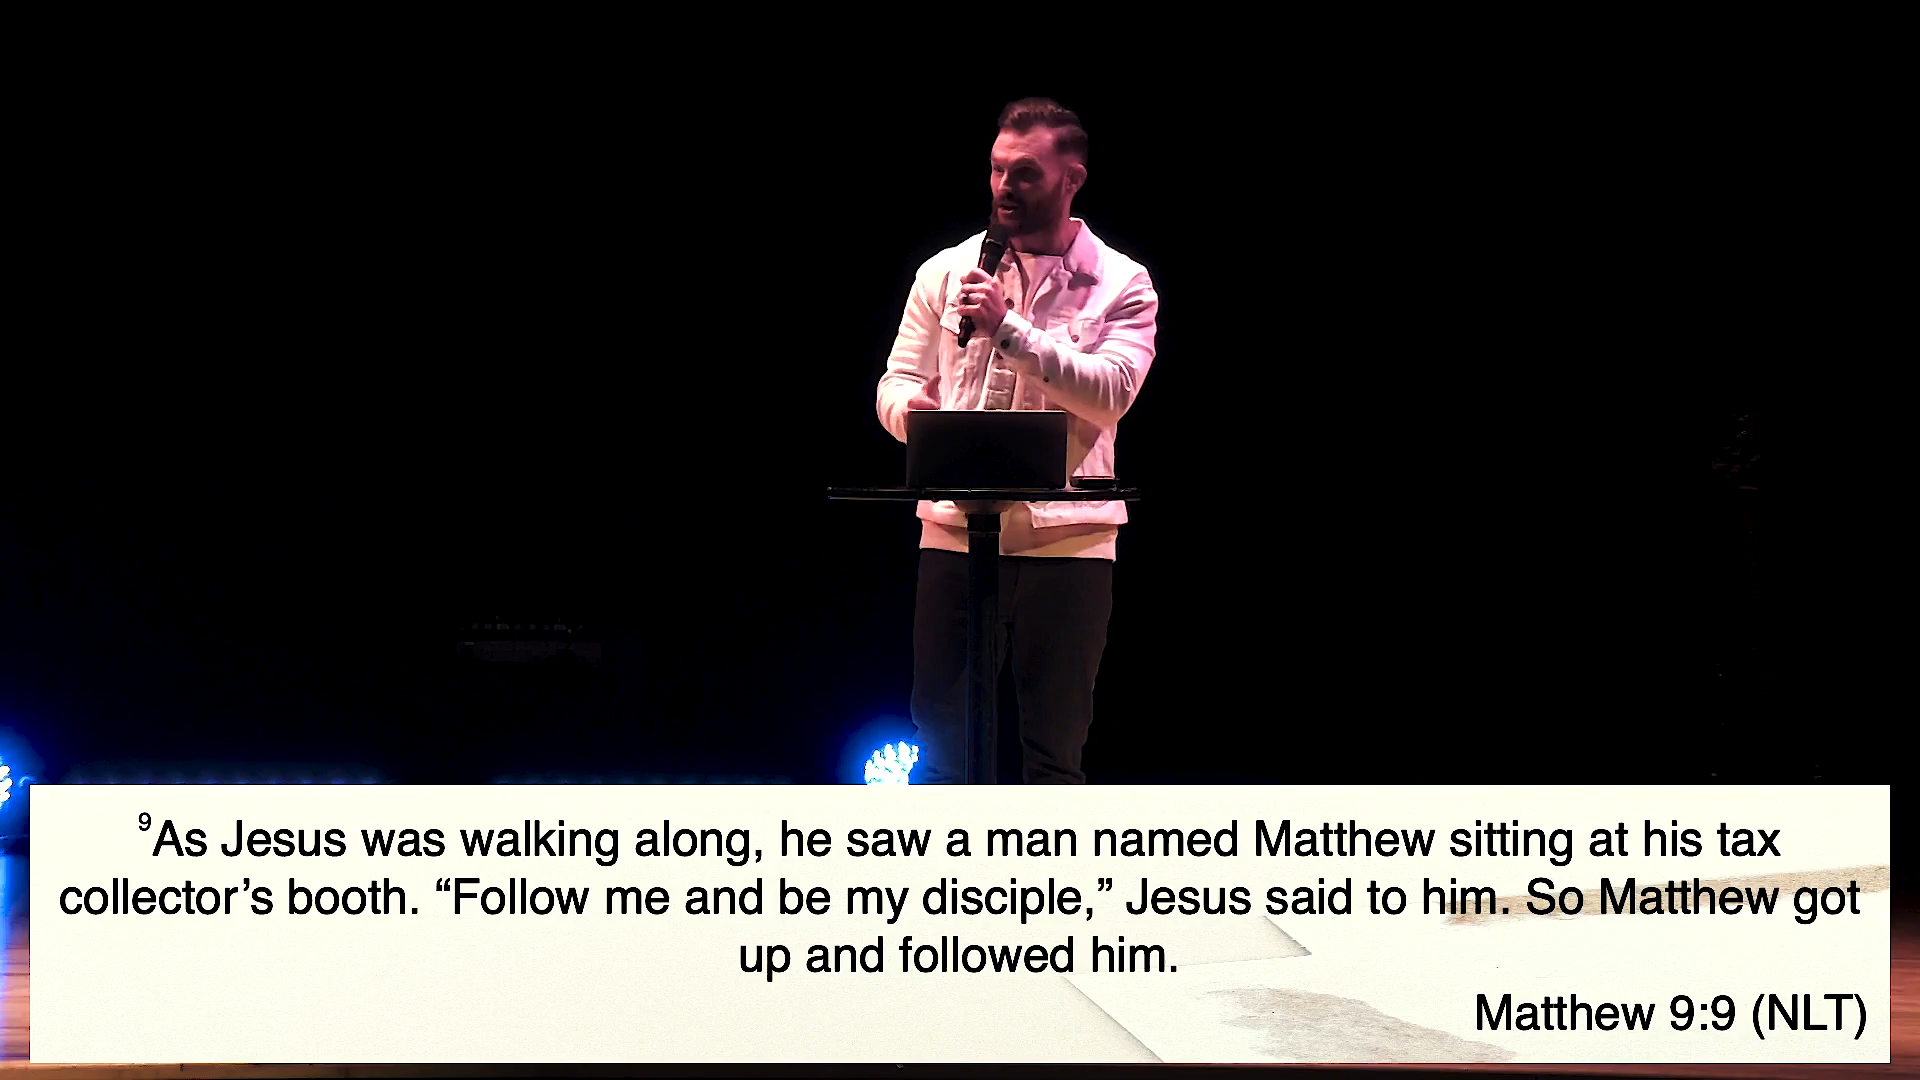 ⁹As Jesus was walking along, he saw a man named Matthew sitting at his tax
collector’s booth. “Follow me and be my disciple,” Jesus said to him. So Matthew got
up and followed him.
Matthew 9:9 (NLT)